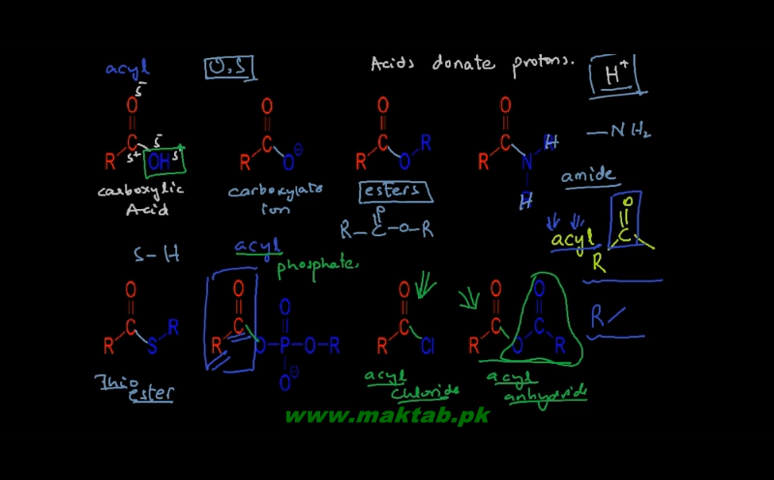 acyl
O,S
Acids donate protons.
H+
δ-
O
C
R
δ+
δ-
OH
δ+
carboxylic
Acid
O
C
R
O⊖
carboxylate
ion
O
C
R
O
R
esters
R-C-O-R
O
O
C
R
N
H
H
-NH2
amide
acyl
O
C
R
R
S-H
O
C
R
S
R
Thio
ester
acyl
phosphate
O
C
R
O-P-O-R
O
O⊖
O
C
R
Cl
acyl
chloride
O
C
R
O
O
C
R
acyl
anhydride
www.maktab.pk